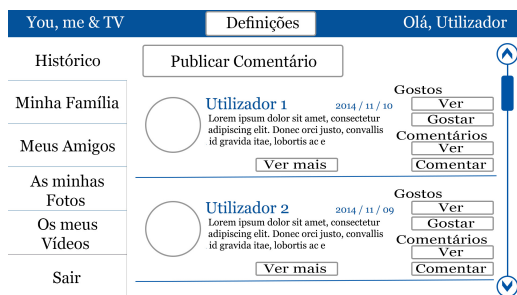 You, me & TV
Definições
Olá, Utilizador
Histórico
Minha Família
Meus Amigos
As minhas
Fotos
Os meus
Vídeos
Sair
Publicar Comentário
Utilizador 1
2014 / 11 / 10
Lorem ipsum dolor sit amet, consectetur
adipiscing elit. Donec orci justo, convallis
id gravida itae, lobortis ac e
Ver mais
Gostos
Ver
Gostar
Comentários
Ver
Comentar
Utilizador 2
2014 / 11 / 09
Lorem ipsum dolor sit amet, consectetur
adipiscing elit. Donec orci justo, convallis
id gravida itae, lobortis ac e
Ver mais
Gostos
Ver
Gostar
Comentários
Ver
Comentar